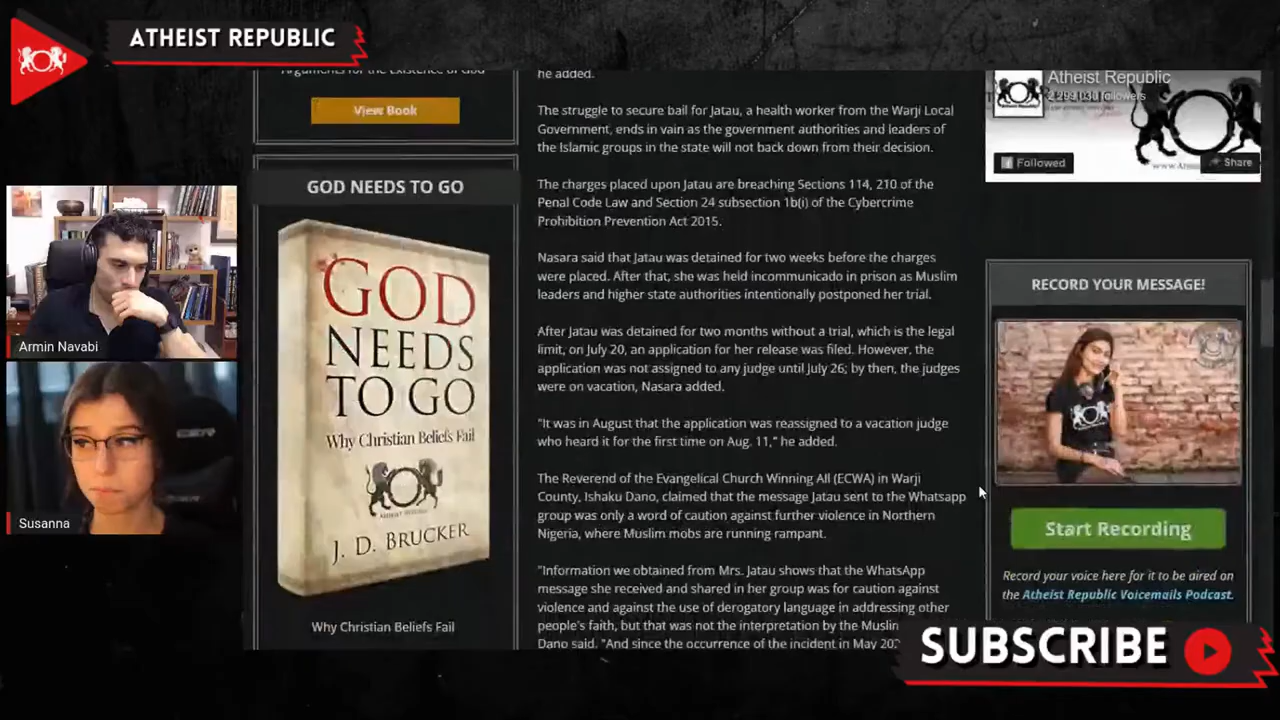 ATHEIST REPUBLIC
Arguments for the Existence of God
View Book
GOD NEEDS TO GO
GOD
NEEDS
TO GO
Why Christian Beliefs Fail
J. D. BRUCKER
Why Christian Beliefs Fail
Armin Navabi
Susanna
he added.
The struggle to secure bail for Jatau, a health worker from the Warji Local
Government, ends in vain as the government authorities and leaders of
the Islamic groups in the state will not back down from their decision.
The charges placed upon Jatau are breaching Sections 114, 210 of the
Penal Code Law and Section 24 subsection 1b(i) of the Cybercrime
Prohibition Prevention Act 2015.
Nasara said that Jatau was detained for two weeks before the charges
were placed. After that, she was held incommunicado in prison as Muslim
leaders and higher state authorities intentionally postponed her trial.
After Jatau was detained for two months without a trial, which is the legal
limit, on July 20, an application for her release was filed. However, the
application was not assigned to any judge until July 26; by then, the judges
were on vacation, Nasara added.
"It was in August that the application was reassigned to a vacation judge
who heard it for the first time on Aug. 11," he added.
The Reverend of the Evangelical Church Winning All (ECWA) in Warji
County, Ishaku Dano, claimed that the message Jatau sent to the Whatsapp
group was only a word of caution against further violence in Northern
Nigeria, where Muslim mobs are running rampant.
"Information we obtained from Mrs. Jatau shows that the WhatsApp
message she received and shared in her group was for caution against
violence and against the use of derogatory language in addressing other
people's faith, but that was not the interpretation by the Muslim
Dano said. "And since the occurrence of the incident in May 202
Atheist Republic
followers
Followed
Share
RECORD YOUR MESSAGE!
Start Recording
Record your voice here for it to be aired on
the Atheist Republic Voicemails Podcast.
SUBSCRIBE